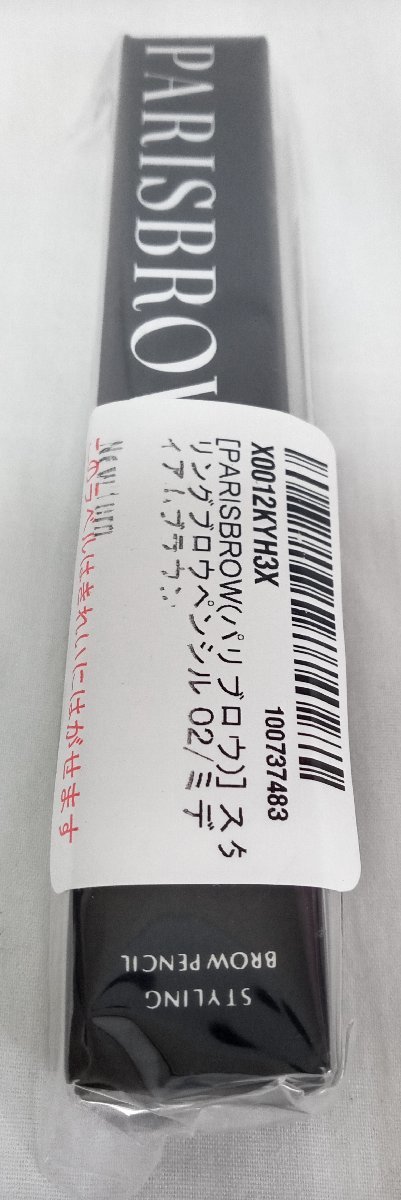 PARISBROW
X0012KYH3X
100737483
[PARISBROW(パリ ブロウ)] スタ
リングブロウペンシル 02/ミデ
ィアムブラウン
このラベルはきれいにはがせます
STYLING
BROW PENCIL